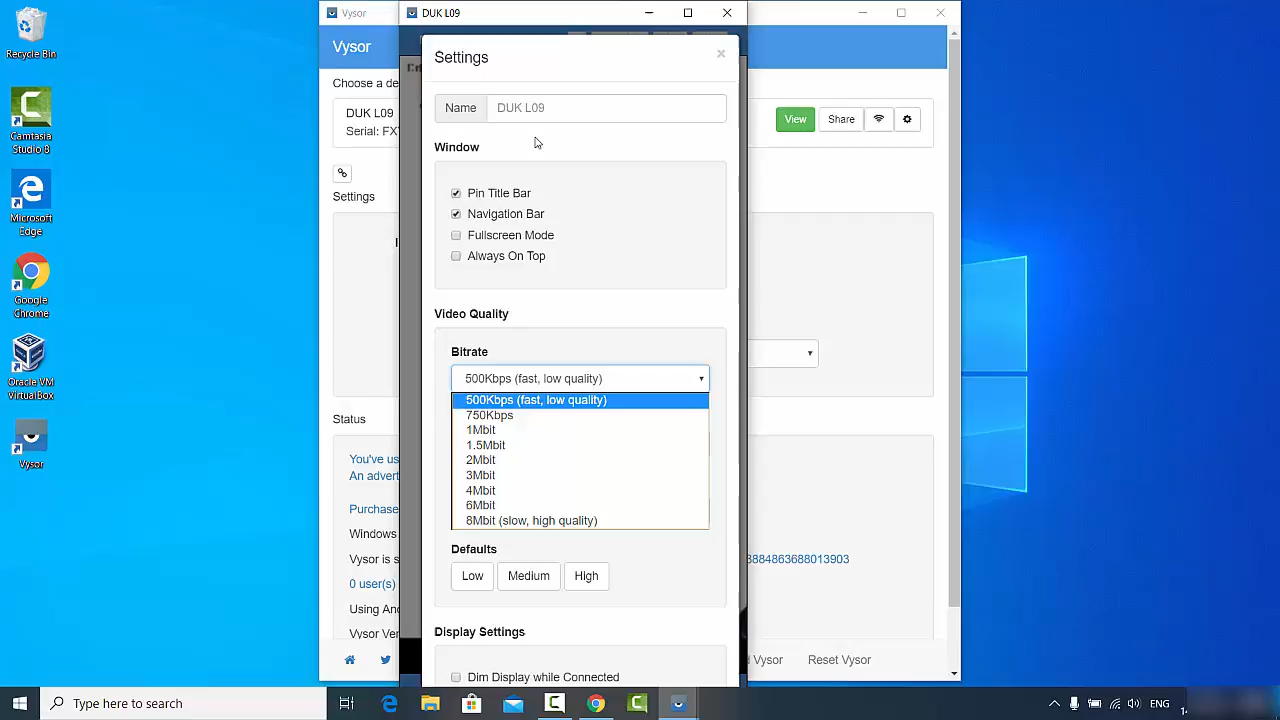 Recycle Bin
Camtasia
Studio 8
Microsoft
Edge
Google
Chrome
Oracle VM
VirtualBox
Vysor
Vysor
Vysor
Choose a de
DUK L09
Serial: FX
View
Share
Settings
Status
You've us
An advert
Purchase
Windows
Vysor is s
3884863688013903
0 user(s)
Using And
Vysor Ver
d Vysor
Reset Vysor
DUK L09
Settings
×
Name
DUK L09
Window
Pin Title Bar
Navigation Bar
Fullscreen Mode
Always On Top
Video Quality
Bitrate
500Kbps (fast, low quality)
500Kbps (fast, low quality)
750Kbps
1Mbit
1.5Mbit
2Mbit
3Mbit
4Mbit
6Mbit
8Mbit (slow, high quality)
Defaults
Low
Medium
High
Display Settings
Dim Display while Connected
Type here to search
ENG